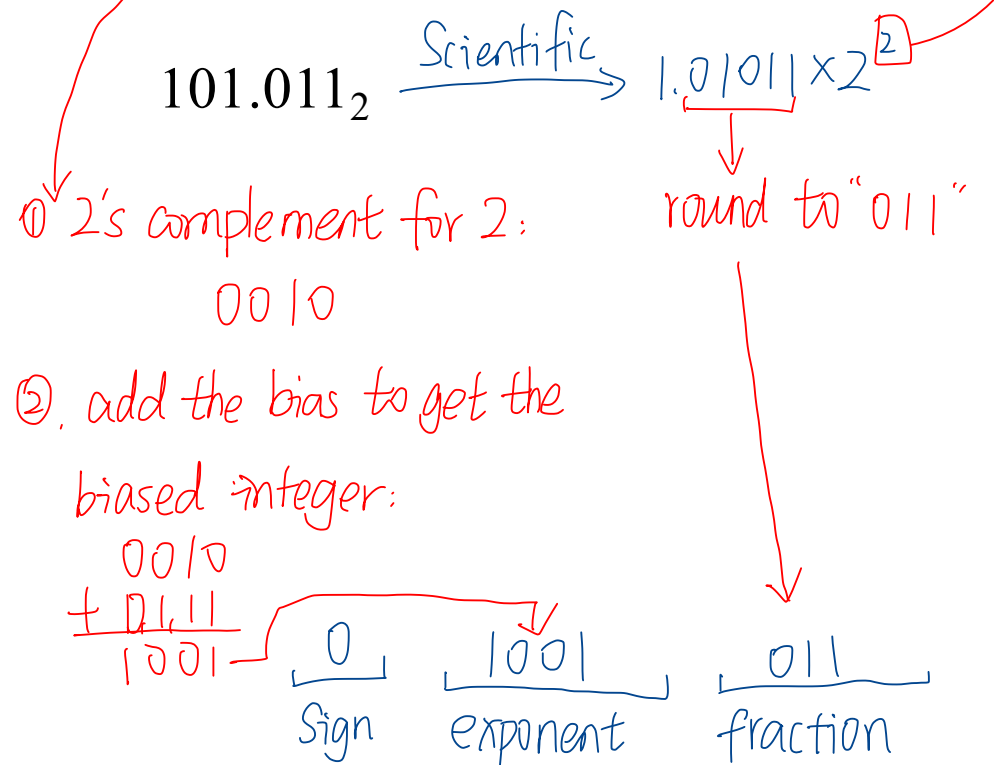 101.011₂ Scientific 1.01011×2²
① 2's complement for 2: round to "011"
0010
②. add the bias to get the
biased integer:
0010
+ 0111
1001 0 1001 011
Sign exponent fraction